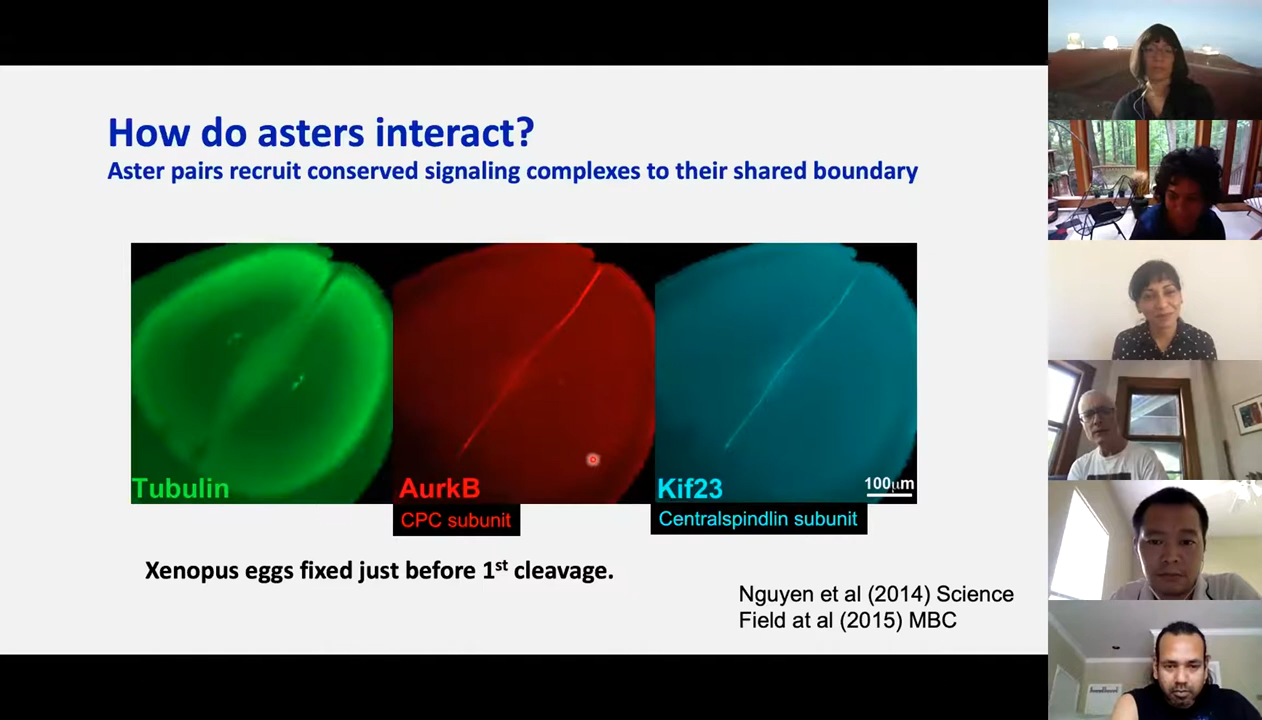 How do asters interact?
Aster pairs recruit conserved signaling complexes to their shared boundary
Tubulin
AurkB
Kif23
100μm
CPC subunit
Centralspindlin subunit
Xenopus eggs fixed just before 1st cleavage.
Nguyen et al (2014) Science
Field at al (2015) MBC